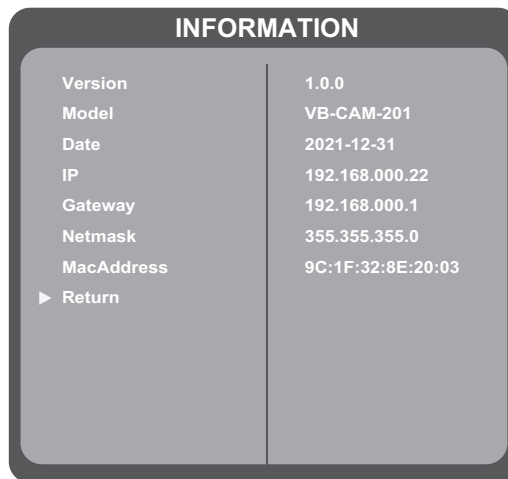 INFORMATION
Version 1.0.0
Model VB-CAM-201
Date 2021-12-31
IP 192.168.000.22
Gateway 192.168.000.1
Netmask 355.355.355.0
MacAddress 9C:1F:32:8E:20:03
Return